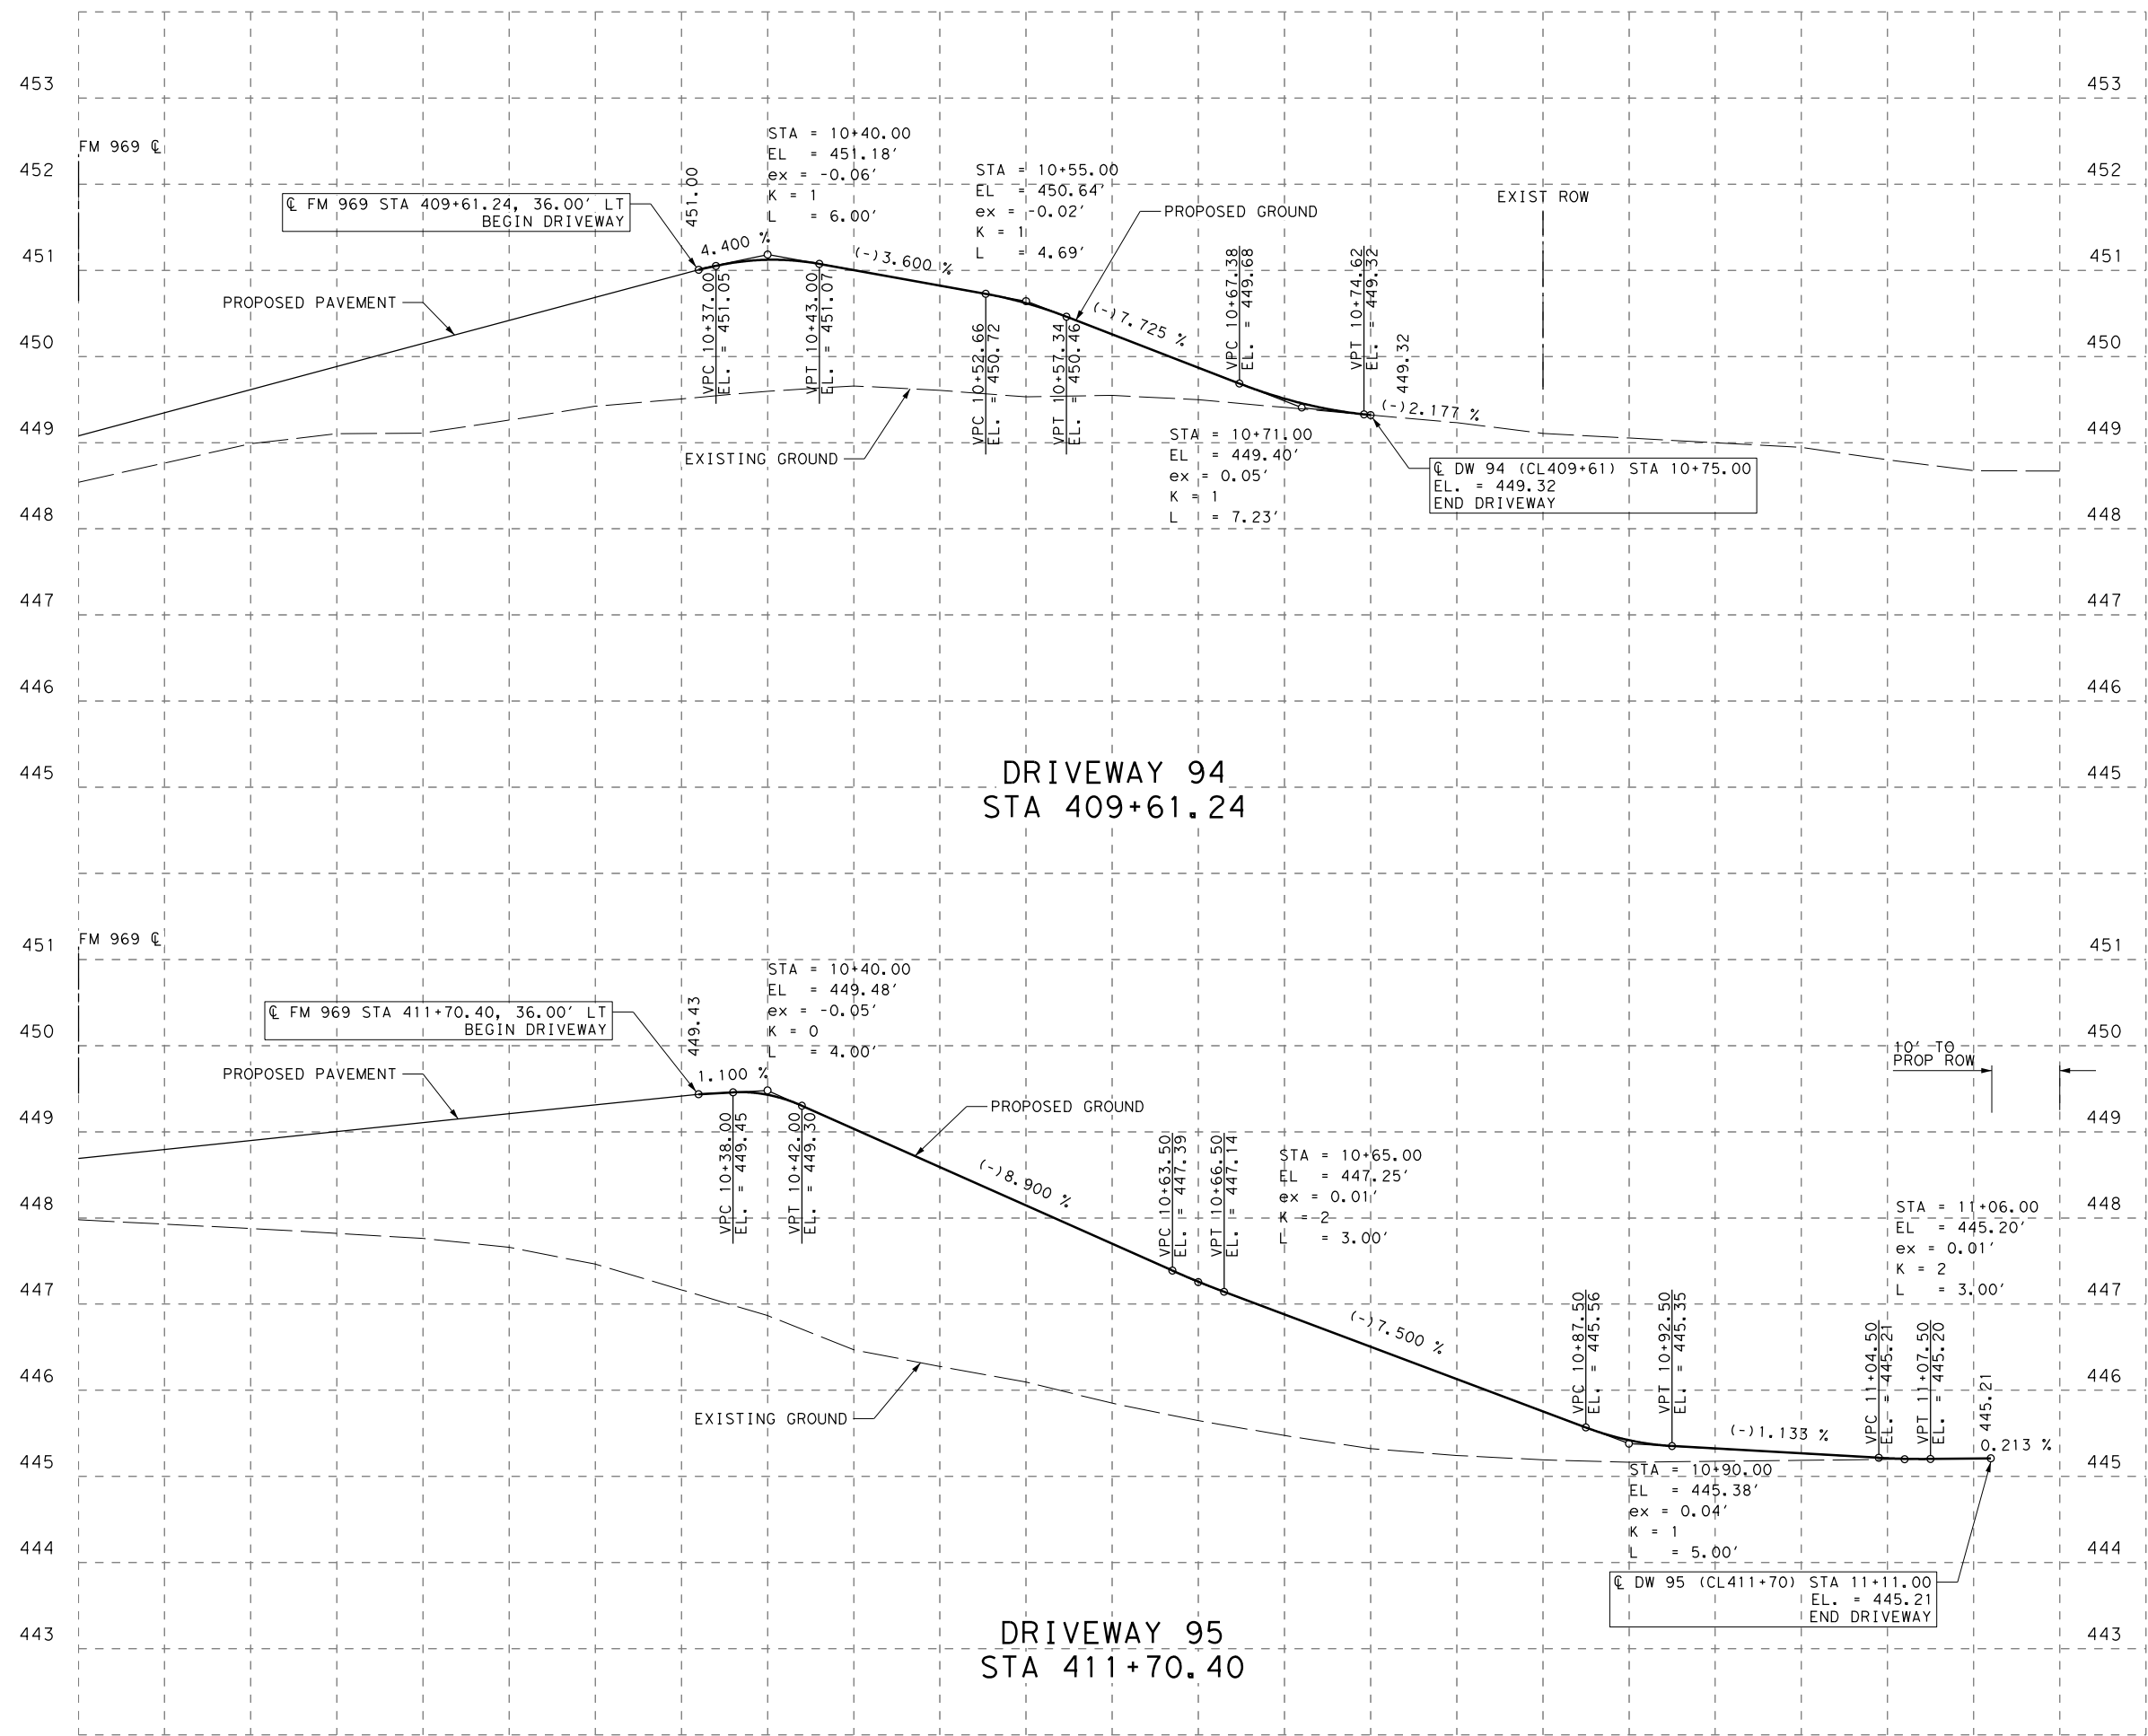 453
453
FM 969 ℄
452
452
451
451
450
450
449
449
448
448
447
447
446
446
445
445
℄ FM 969 STA 409+61.24, 36.00' LT
BEGIN DRIVEWAY
PROPOSED PAVEMENT
451.00
4.400 %
STA = 10+40.00
EL = 451.18'
ex = -0.06'
K = 1
L = 6.00'
VPC 10+37.00
EL. = 451.05
VPT 10+43.00
EL. = 451.07
(-)3.600 %
STA = 10+55.00
EL = 450.64'
ex = -0.02'
K = 1
L = 4.69'
PROPOSED GROUND
VPC 10+52.66
EL. = 450.72
VPT 10+57.34
EL. = 450.46
(-)7.725 %
VPC 10+67.38
EL. = 449.68
VPT 10+74.62
EL. = 449.32
449.32
(-)2.177 %
EXIST ROW
EXISTING GROUND
STA = 10+71.00
EL = 449.40'
ex = 0.05'
K = 1
L = 7.23'
℄ DW 94 (CL409+61) STA 10+75.00
EL. = 449.32
END DRIVEWAY
DRIVEWAY 94
STA 409+61.24
451
451
FM 969 ℄
450
450
449
449
448
448
447
447
446
446
445
445
444
444
443
443
℄ FM 969 STA 411+70.40, 36.00' LT
BEGIN DRIVEWAY
PROPOSED PAVEMENT
449.43
1.100 %
STA = 10+40.00
EL = 449.48'
ex = -0.05'
K = 0
L = 4.00'
VPC 10+38.00
EL. = 449.45
VPT 10+42.00
EL. = 449.30
PROPOSED GROUND
(-)8.900 %
VPC 10+63.50
EL. = 447.39
VPT 10+66.50
EL. = 447.14
STA = 10+65.00
EL = 447.25'
ex = 0.01'
K = 2
L = 3.00'
(-)7.500 %
EXISTING GROUND
VPC 10+87.50
EL. = 445.56
VPT 10+92.50
EL. = 445.35
STA = 10+90.00
EL = 445.38'
ex = 0.04'
K = 1
L = 5.00'
(-)1.133 %
10' TO
PROP ROW
STA = 11+06.00
EL = 445.20'
ex = 0.01'
K = 2
L = 3.00'
VPC 11+04.50
EL. = 445.21
VPT 11+07.50
EL. = 445.20
445.21
0.213 %
℄ DW 95 (CL411+70) STA 11+11.00
EL. = 445.21
END DRIVEWAY
DRIVEWAY 95
STA 411+70.40